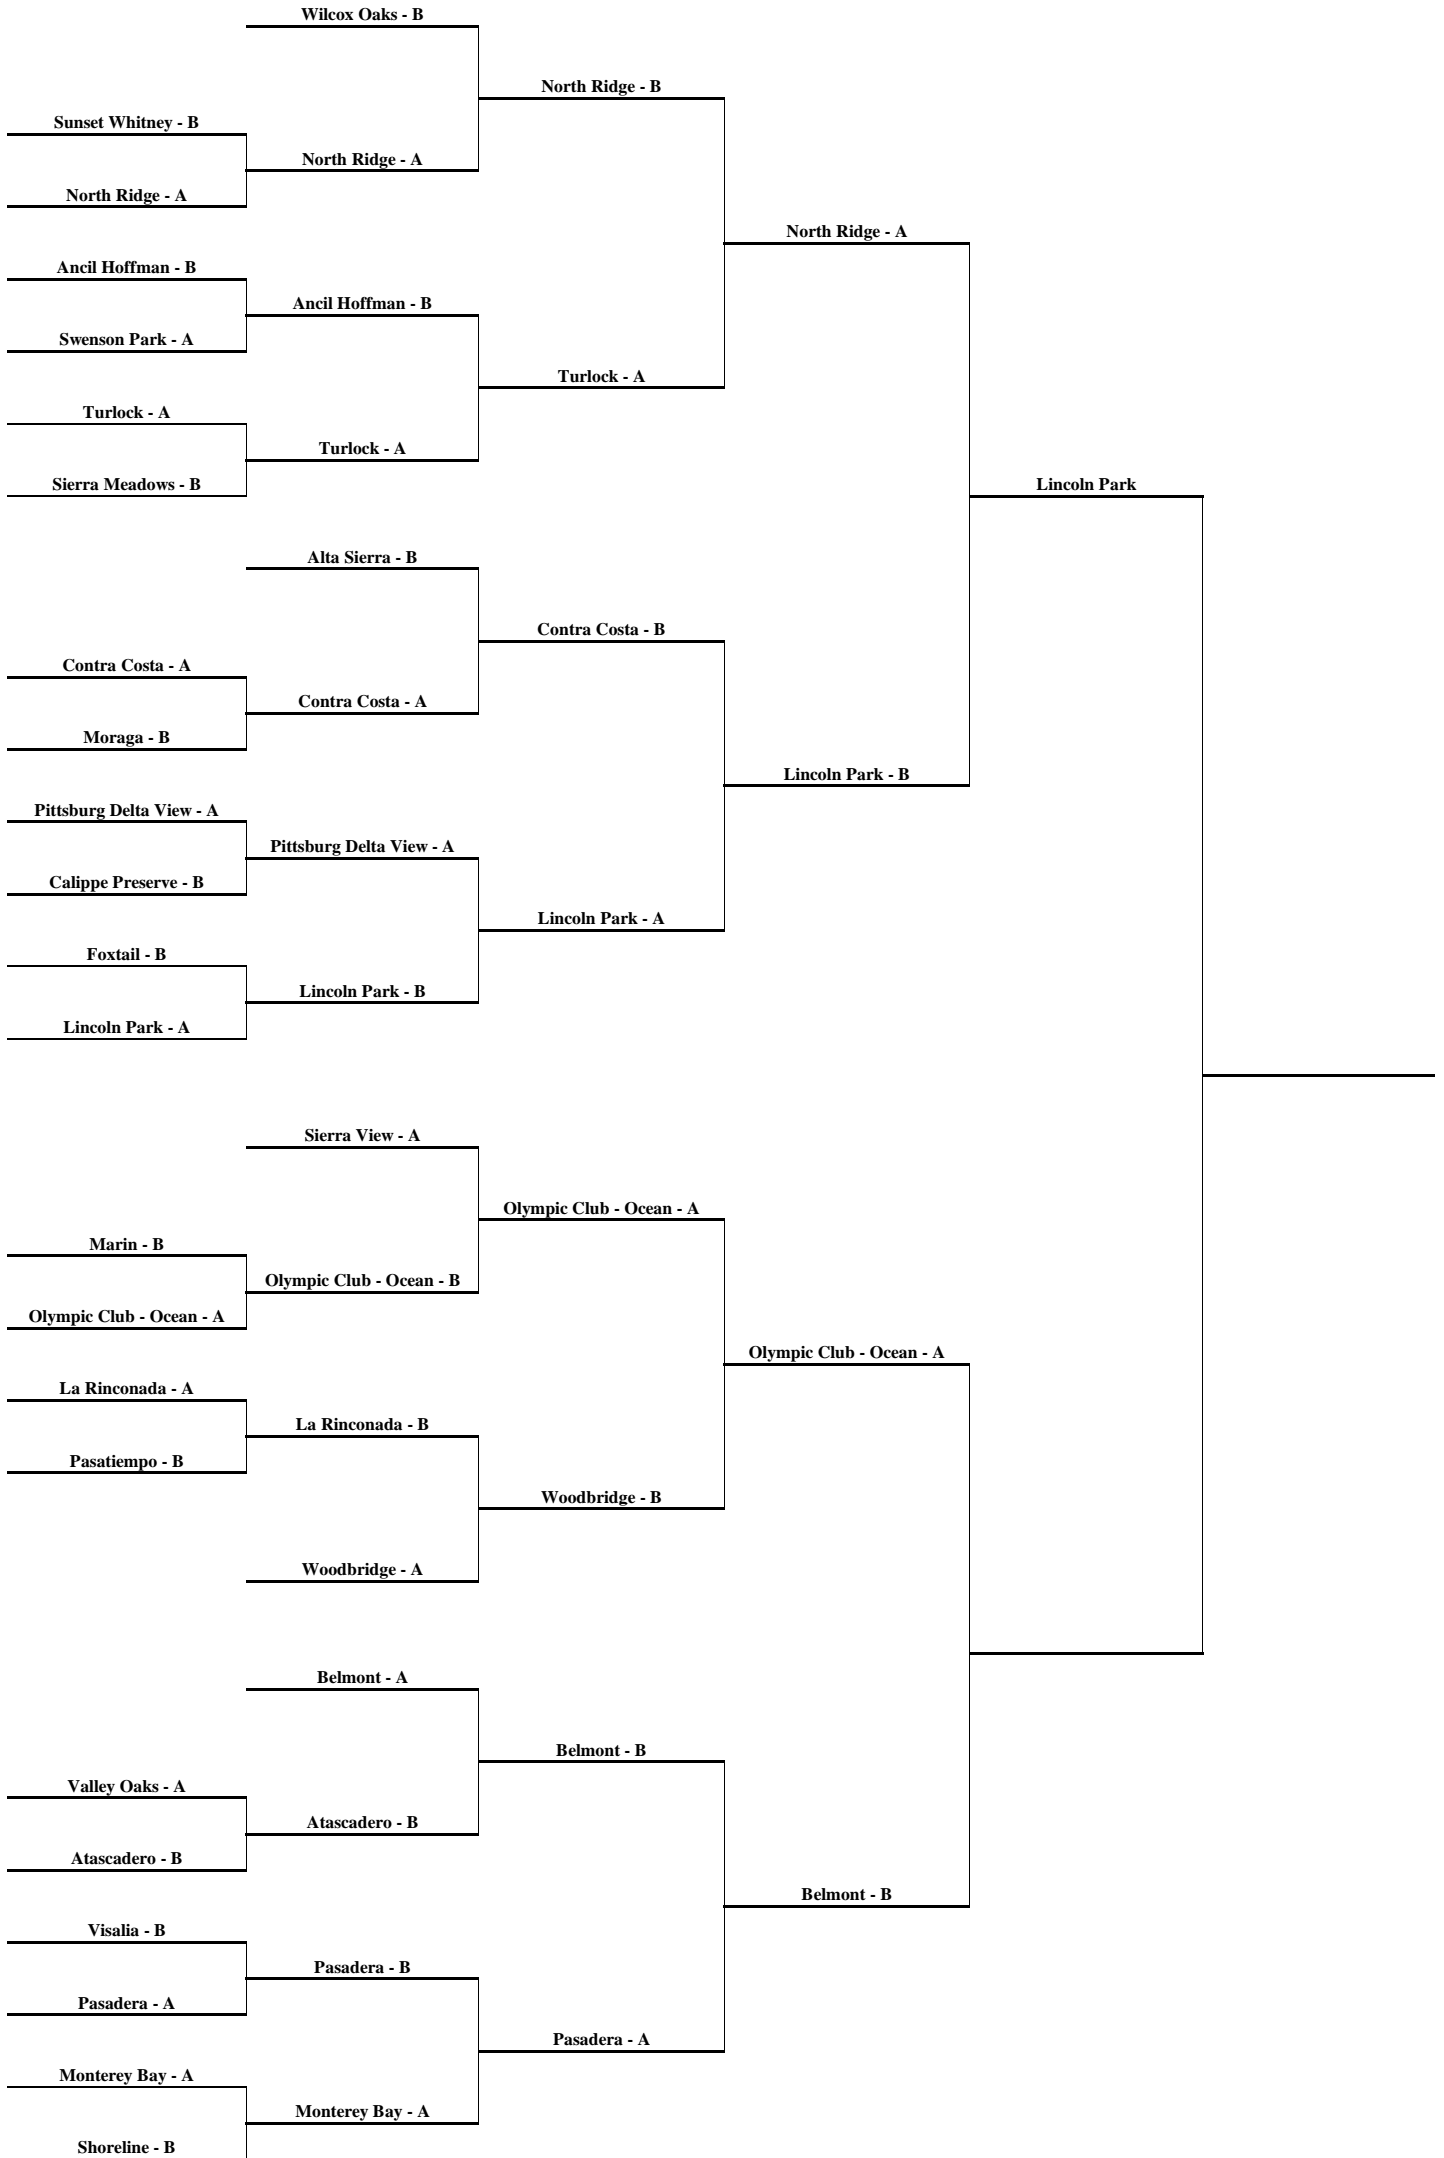 Wilcox Oaks - B
North Ridge - B
Sunset Whitney - B
North Ridge - A
North Ridge - A
North Ridge - A
Ancil Hoffman - B
Ancil Hoffman - B
Swenson Park - A
Turlock - A
Turlock - A
Turlock - A
Sierra Meadows - B
Lincoln Park
Alta Sierra - B
Contra Costa - B
Contra Costa - A
Contra Costa - A
Moraga - B
Lincoln Park - B
Pittsburg Delta View - A
Pittsburg Delta View - A
Calippe Preserve - B
Lincoln Park - A
Foxtail - B
Lincoln Park - B
Lincoln Park - A
Sierra View - A
Olympic Club - Ocean - A
Marin - B
Olympic Club - Ocean - B
Olympic Club - Ocean - A
Olympic Club - Ocean - A
La Rinconada - A
La Rinconada - B
Pasatiempo - B
Woodbridge - B
Woodbridge - A
Belmont - A
Belmont - B
Valley Oaks - A
Atascadero - B
Atascadero - B
Belmont - B
Visalia - B
Pasadera - B
Pasadera - A
Pasadera - A
Monterey Bay - A
Monterey Bay - A
Shoreline - B